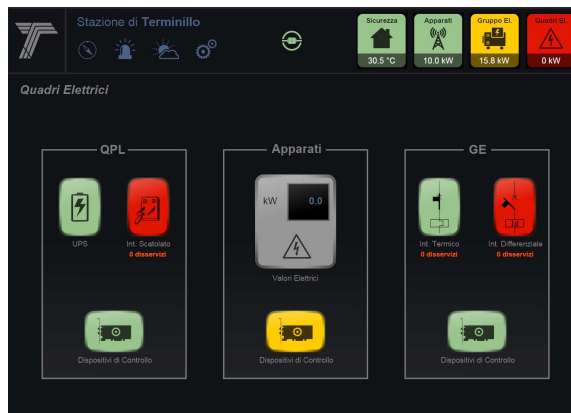 Stazione di Terminillo
Sicurezza
30.5 °C
Apparati
10.0 kW
Gruppo El.
15.8 kW
Quadri El.
0 kW
Quadri Elettrici
QPL
UPS
Int. Scatolato
0 disservizi
Dispositivi di Controllo
Apparati
kW 0.0
Valori Elettrici
Dispositivi di Controllo
GE
Int. Termico
0 disservizi
Int. Differenziale
0 disservizi
Dispositivi di Controllo